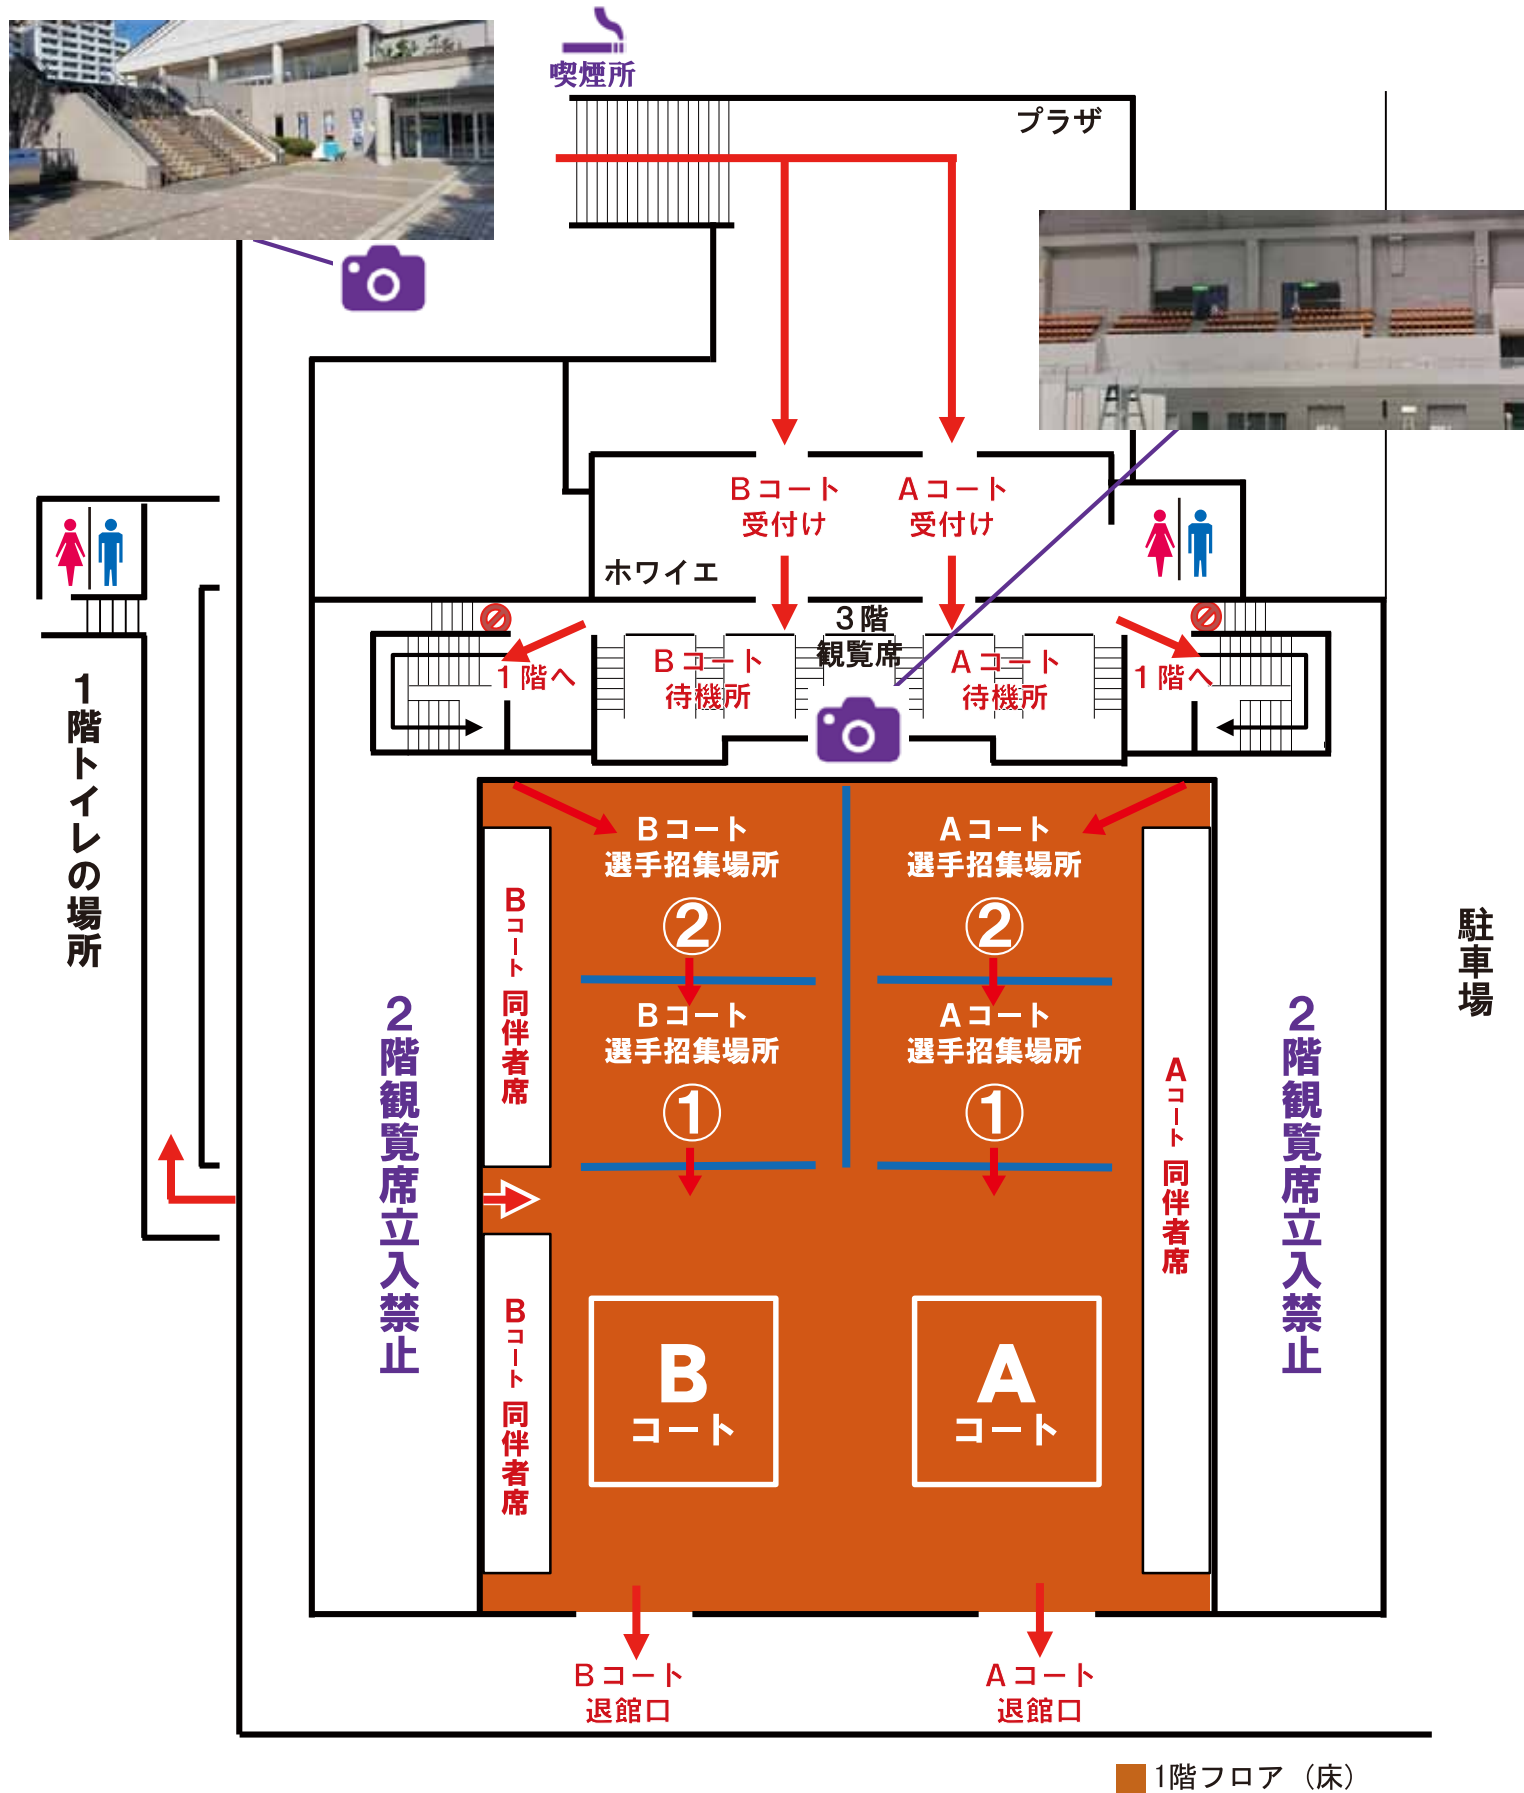 喫煙所
プラザ
Bコート
受付け
Aコート
受付け
ホワイエ
3階
観覧席
1階へ
Bコート
待機所
Aコート
待機所
1階へ
1階トイレの場所
Bコート
選手招集場所
②
Aコート
選手招集場所
②
Bコート 同伴者席
Bコート
選手招集場所
①
Aコート
選手招集場所
①
駐車場
2階観覧席立入禁止
2階観覧席立入禁止
Aコート 同伴者席
Bコート 同伴者席
B
コート
A
コート
Bコート
退館口
Aコート
退館口
1階フロア（床）